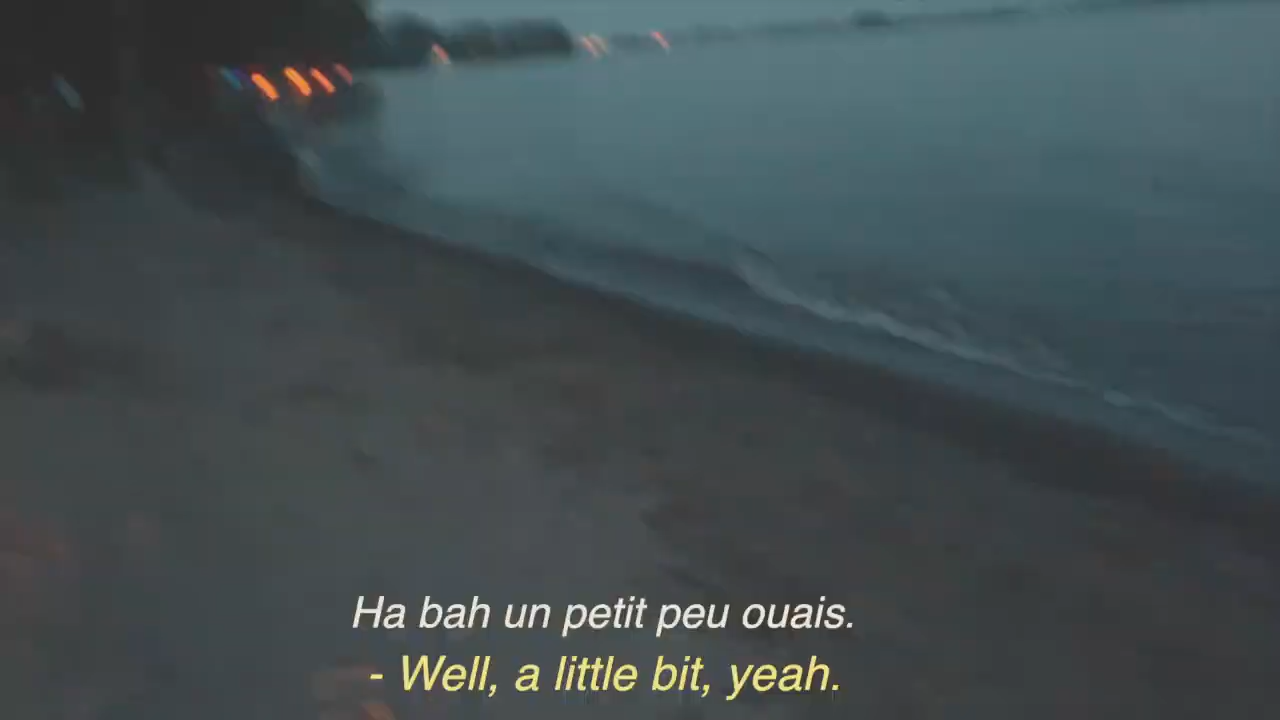 Ha bah un petit peu ouais.
- Well, a little bit, yeah.